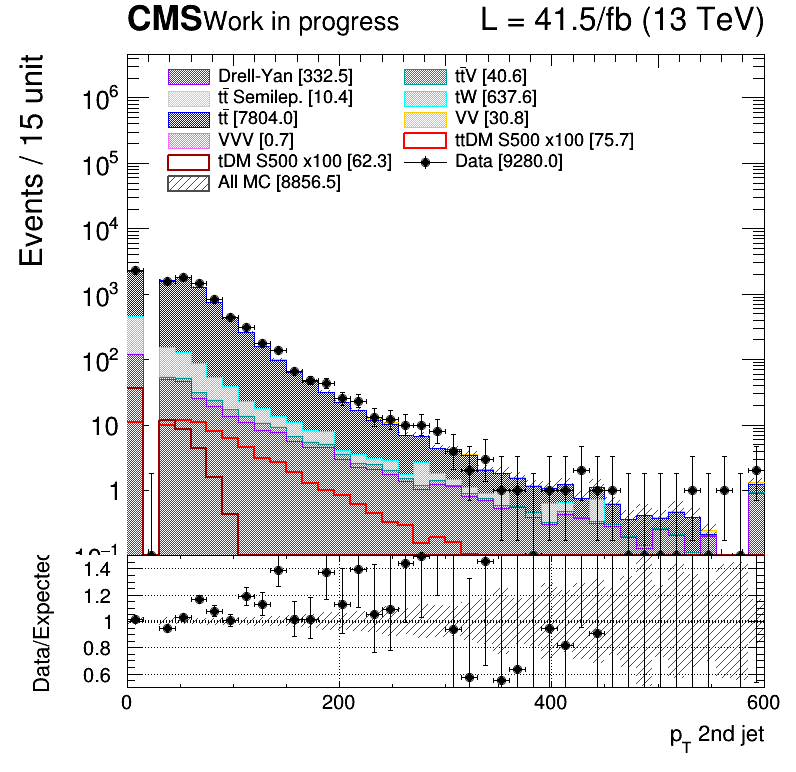 CMS Work in progress L = 41.5/fb (13 TeV)
Events / 15 unit
Drell-Yan [332.5] tt̄V [40.6]
tt̄ Semilep. [10.4] tW [637.6]
tt̄ [7804.0] VV [30.8]
VVV [0.7] ttDM S500 x100 [75.7]
tDM S500 x100 [62.3] Data [9280.0]
All MC [8856.5]
10⁶
10⁵
10⁴
10³
10²
10
1
10⁻¹
Data/Expected
1.4
1.2
1
0.8
0.6
0 200 400 600
p_T 2nd jet